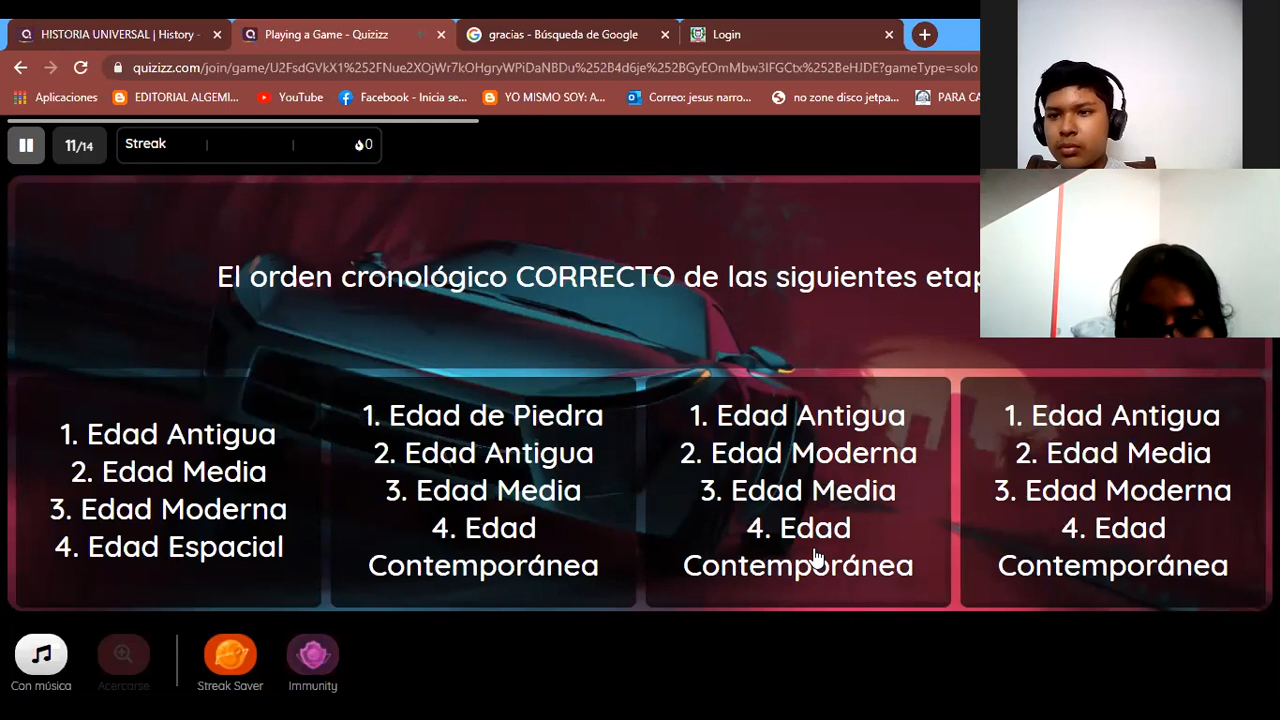 HISTORIA UNIVERSAL | History -
Playing a Game - Quizizz
gracias - Búsqueda de Google
Login
quizizz.com/join/game/U2FsdGVkX1%252FNue2XOjWr7kOHgryWPiDaNBDu%252B4d6je%252BGyEOmMbw3IFGCtx%252BeHJDE?gameType=solo
Aplicaciones
EDITORIAL ALGEMI...
YouTube
Facebook - Inicia se...
YO MISMO SOY: A...
Correo: jesus narro...
no zone disco jetpa...
PARA CA
11/14
Streak
0
El orden cronológico CORRECTO de las siguientes etap
1. Edad Antigua
2. Edad Media
3. Edad Moderna
4. Edad Espacial
1. Edad de Piedra
2. Edad Antigua
3. Edad Media
4. Edad
Contemporánea
1. Edad Antigua
2. Edad Moderna
3. Edad Media
4. Edad
Contemporánea
1. Edad Antigua
2. Edad Media
3. Edad Moderna
4. Edad
Contemporánea
Con música
Acercarse
Streak Saver
Immunity